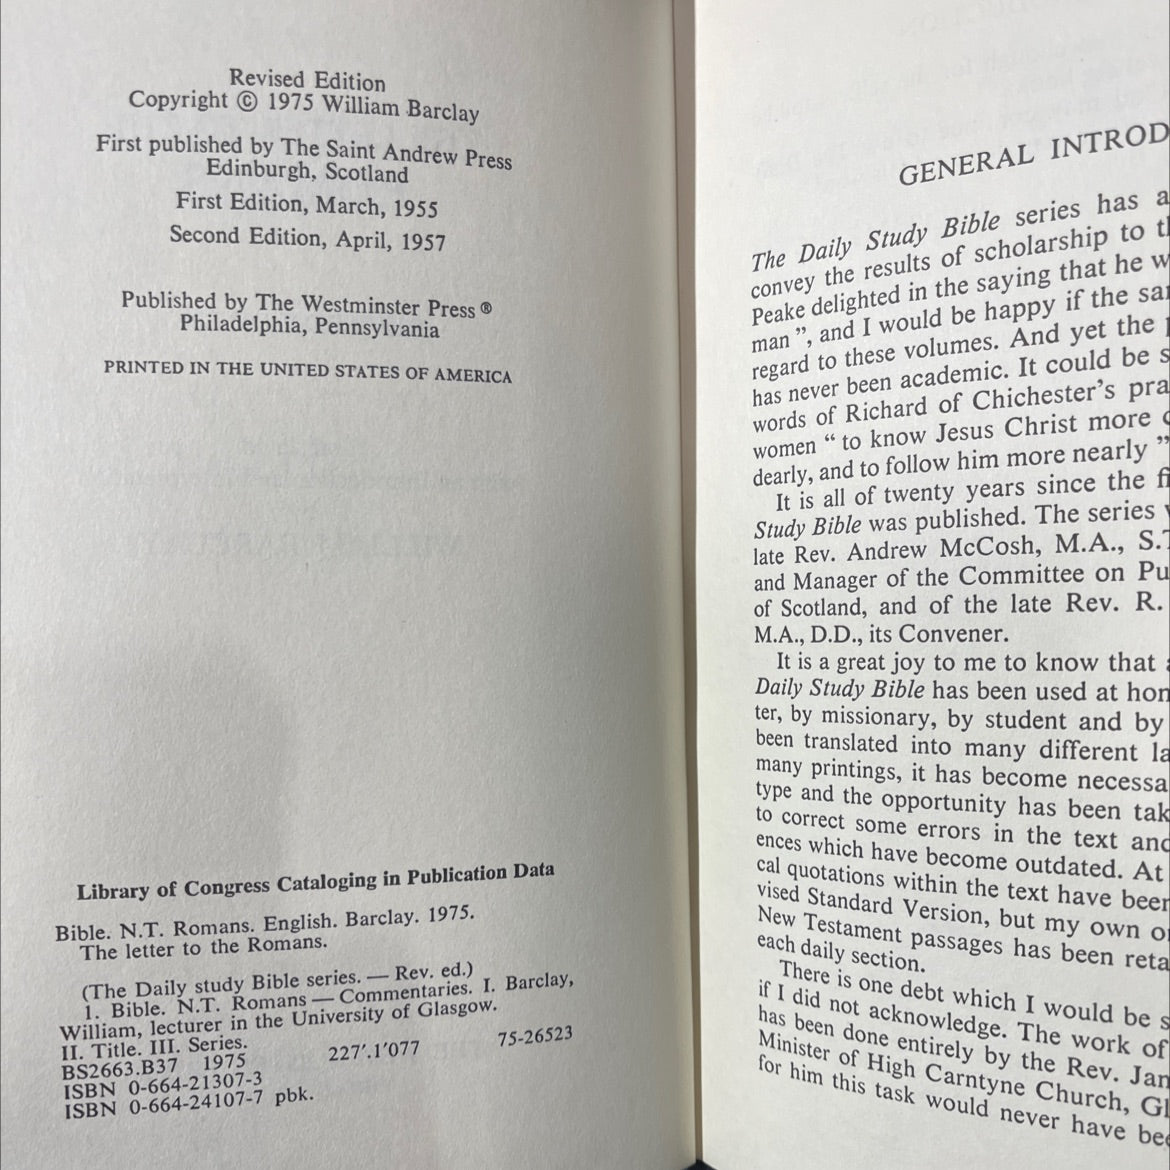 Revised Edition
Copyright © 1975 William Barclay
First published by The Saint Andrew Press
Edinburgh, Scotland
First Edition, March, 1955
Second Edition, April, 1957
Published by The Westminster Press ®
Philadelphia, Pennsylvania
PRINTED IN THE UNITED STATES OF AMERICA
Library of Congress Cataloging in Publication Data
Bible. N.T. Romans. English. Barclay. 1975.
The letter to the Romans.
(The Daily study Bible series. — Rev. ed.)
1. Bible. N.T. Romans — Commentaries. I. Barclay,
William, lecturer in the University of Glasgow.
II. Title. III. Series.
BS2663.B37 1975 227′.1′077 75-26523
ISBN 0-664-21307-3
ISBN 0-664-24107-7 pbk.
GENERAL INTROD
The Daily Study Bible series has a
convey the results of scholarship to t
Peake delighted in the saying that he w
man ”, and I would be happy if the sa
regard to these volumes. And yet the
has never been academic. It could be s
words of Richard of Chichester’s pra
women “ to know Jesus Christ more
dearly, and to follow him more nearly ”
It is all of twenty years since the fi
Study Bible was published. The series
late Rev. Andrew McCosh, M.A., S.T
and Manager of the Committee on Pu
of Scotland, and of the late Rev. R.
M.A., D.D., its Convener.
It is a great joy to me to know that
Daily Study Bible has been used at hom
ter, by missionary, by student and by
been translated into many different la
many printings, it has become necessa
type and the opportunity has been tak
to correct some errors in the text and
ences which have become outdated. At
cal quotations within the text have been
vised Standard Version, but my own o
New Testament passages has been reta
each daily section.
There is one debt which I would be s
if I did not acknowledge. The work of
has been done entirely by the Rev. Jam
Minister of High Carntyne Church, Gl
for him this task would never have bee